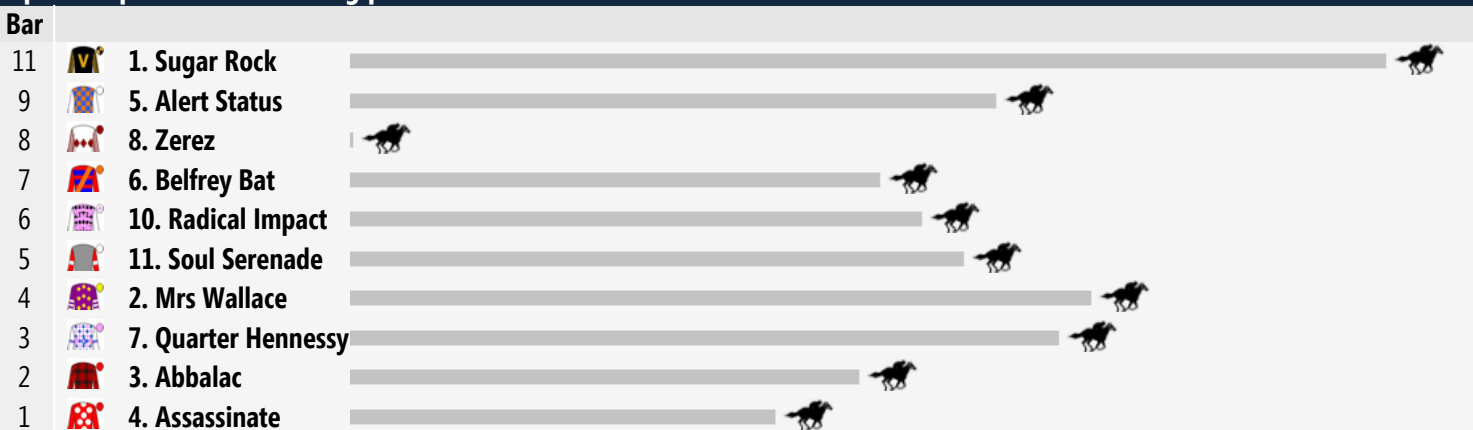 Bar
11 V 1. Sugar Rock
9 5. Alert Status
8 8. Zerez
7 6. Belfrey Bat
6 10. Radical Impact
5 11. Soul Serenade
4 2. Mrs Wallace
3 7. Quarter Hennessy
2 3. Abbalac
1 4. Assassinate